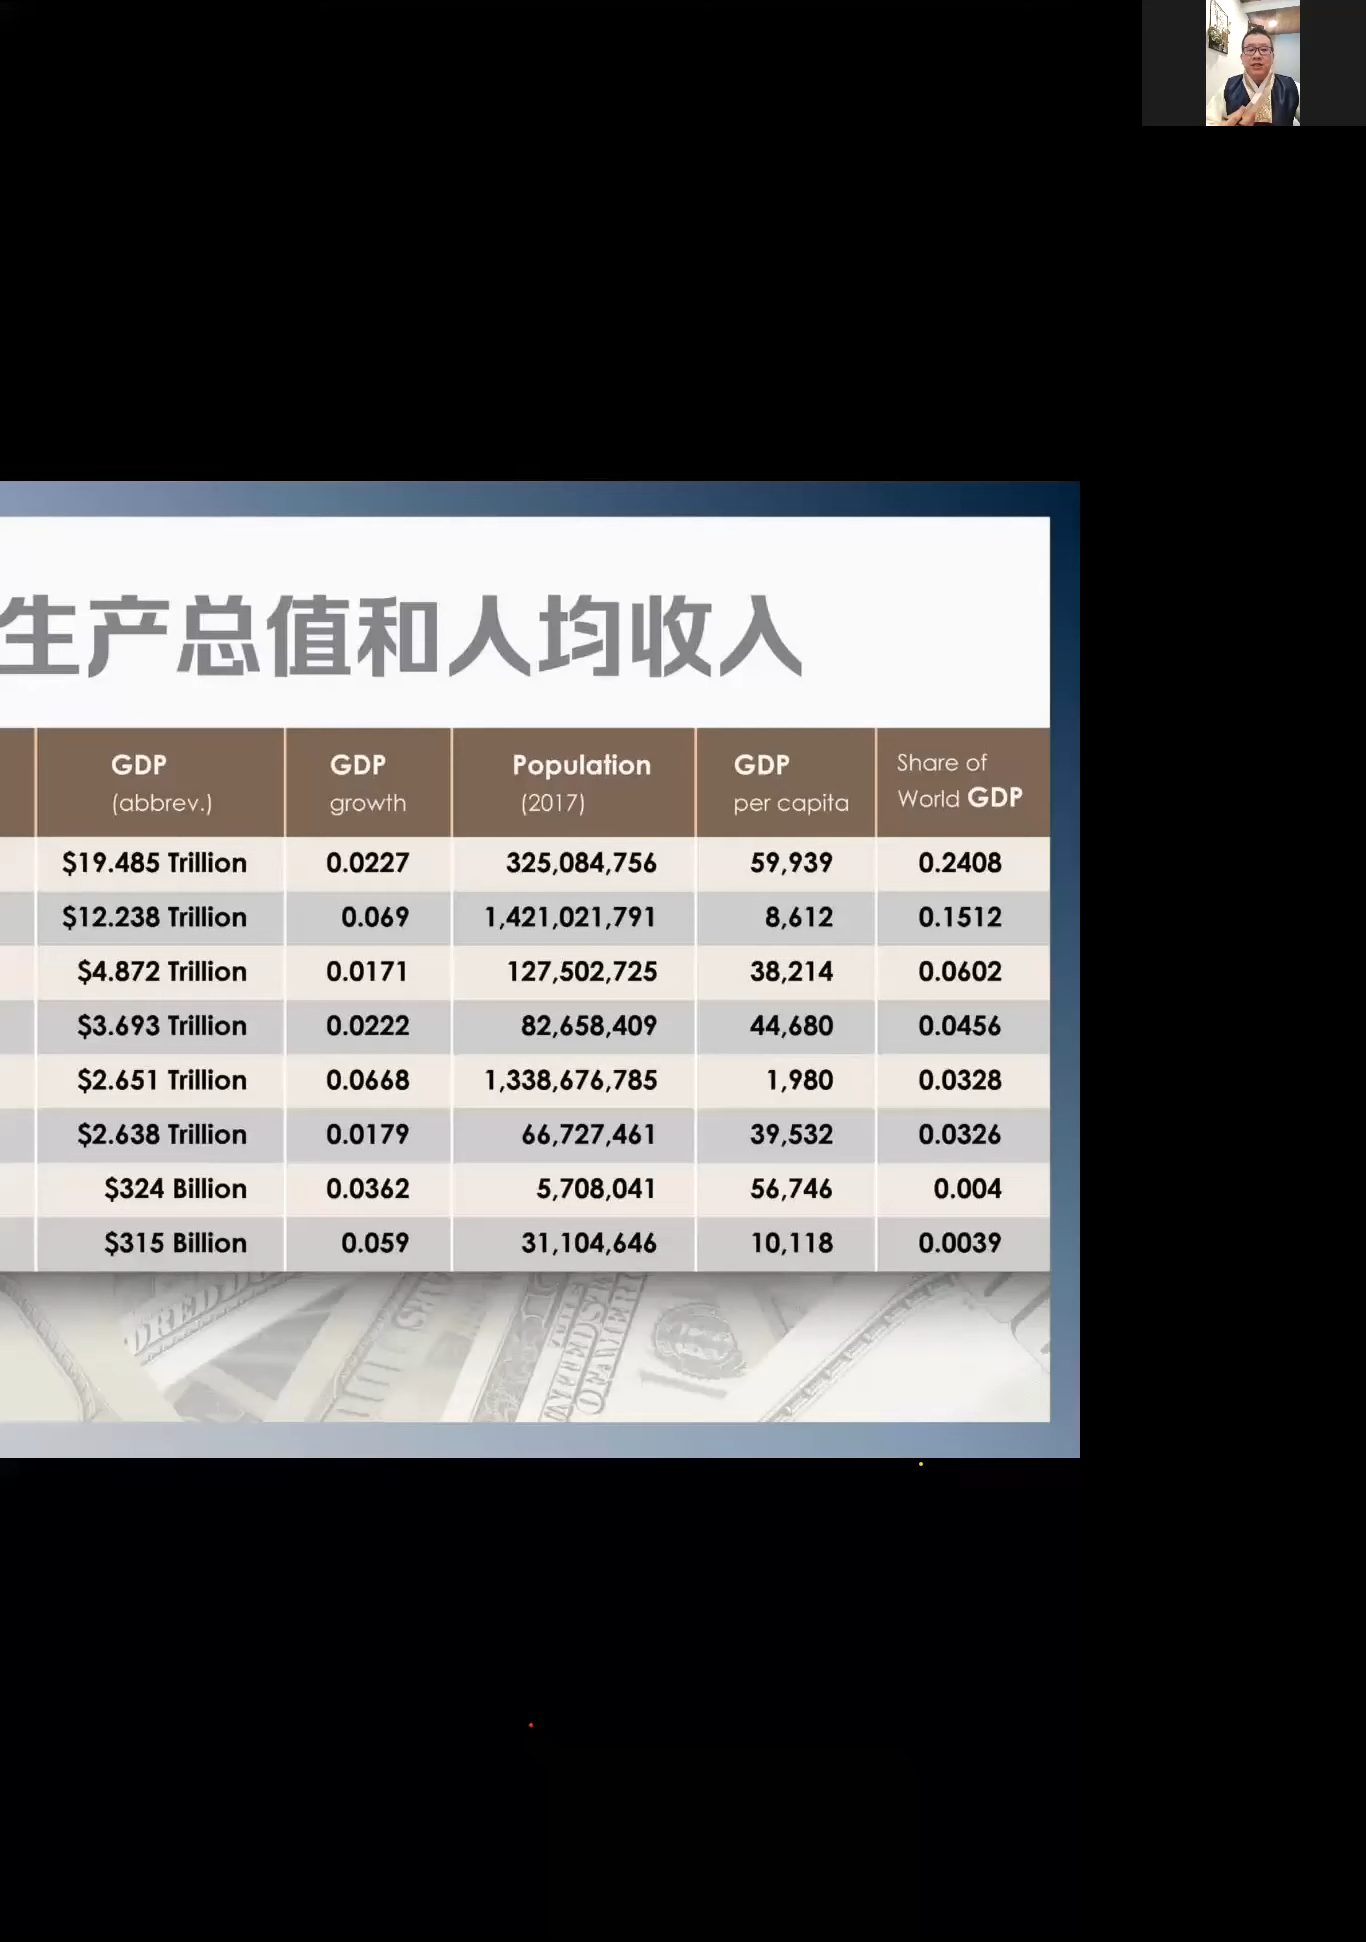 生产总值和人均收入
GDP (abbrev.) GDP growth Population (2017) GDP per capita Share of World GDP
$19.485 Trillion 0.0227 325,084,756 59,939 0.2408
$12.238 Trillion 0.069 1,421,021,791 8,612 0.1512
$4.872 Trillion 0.0171 127,502,725 38,214 0.0602
$3.693 Trillion 0.0222 82,658,409 44,680 0.0456
$2.651 Trillion 0.0668 1,338,676,785 1,980 0.0328
$2.638 Trillion 0.0179 66,727,461 39,532 0.0326
$324 Billion 0.0362 5,708,041 56,746 0.004
$315 Billion 0.059 31,104,646 10,118 0.0039